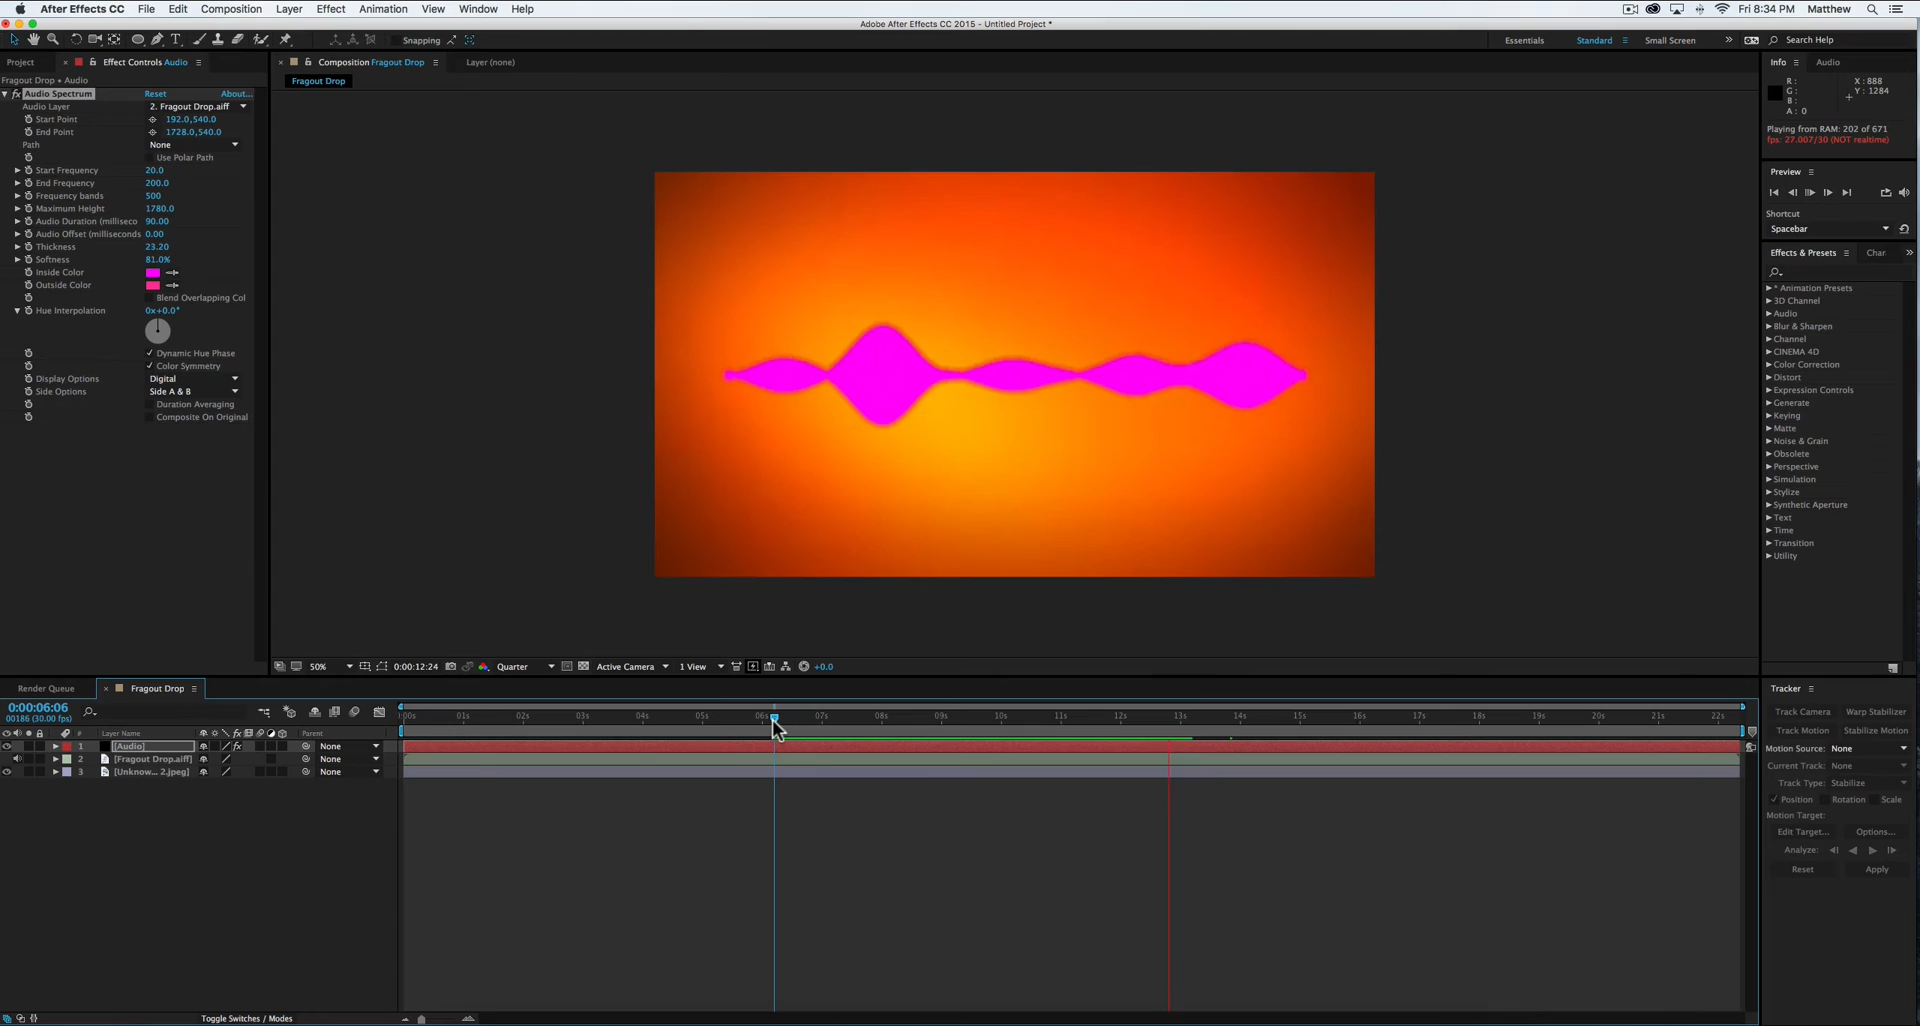 After Effects CC File Edit Composition Layer Effect Animation View Window Help Fri 8:34 PM Matthew
Adobe After Effects CC 2015 - Untitled Project *
Snapping Essentials Standard Small Screen Search Help
Project Effect Controls Audio Composition Fragout Drop Layer (none) Info Audio
Fragout Drop • Audio
Fragout Drop
R :
G :
B :
A : 0
X : 888
Y : 1284
Playing from RAM: 202 of 671
fps: 27.007/30 (NOT realtime)
fx Audio Spectrum Reset About...
Audio Layer 2. Fragout Drop.aiff
Start Point 192.0,540.0
End Point 1728.0,540.0
Path None
Use Polar Path
Start Frequency 20.0
End Frequency 200.0
Frequency bands 500
Maximum Height 1780.0
Audio Duration (milliseco 90.00
Audio Offset (milliseconds 0.00
Thickness 23.20
Softness 81.0%
Inside Color
Outside Color
Blend Overlapping Col
Hue Interpolation 0x+0.0°
Dynamic Hue Phase
Color Symmetry
Display Options Digital
Side Options Side A & B
Duration Averaging
Composite On Original
Preview
Shortcut
Spacebar
Effects & Presets Char
* Animation Presets
3D Channel
Audio
Blur & Sharpen
Channel
CINEMA 4D
Color Correction
Distort
Expression Controls
Generate
Keying
Matte
Noise & Grain
Obsolete
Perspective
Simulation
Stylize
Synthetic Aperture
Text
Time
Transition
Utility
50% 0:00:12:24 Quarter Active Camera 1 View +0.0
Render Queue Fragout Drop
0:00:06:06
00186 (30.00 fps)
:00s 01s 02s 03s 04s 05s 06s 07s 08s 09s 10s 11s 12s 13s 14s 15s 16s 17s 18s 19s 20s 21s 22s
# Layer Name fx Parent
1 [Audio] fx None
2 [Fragout Drop.aiff] None
3 [Unknow... 2.jpeg] None
Toggle Switches / Modes
Tracker
Track Camera Warp Stabilizer
Track Motion Stabilize Motion
Motion Source: None
Current Track: None
Track Type: Stabilize
Position Rotation Scale
Motion Target:
Edit Target... Options...
Analyze:
Reset Apply